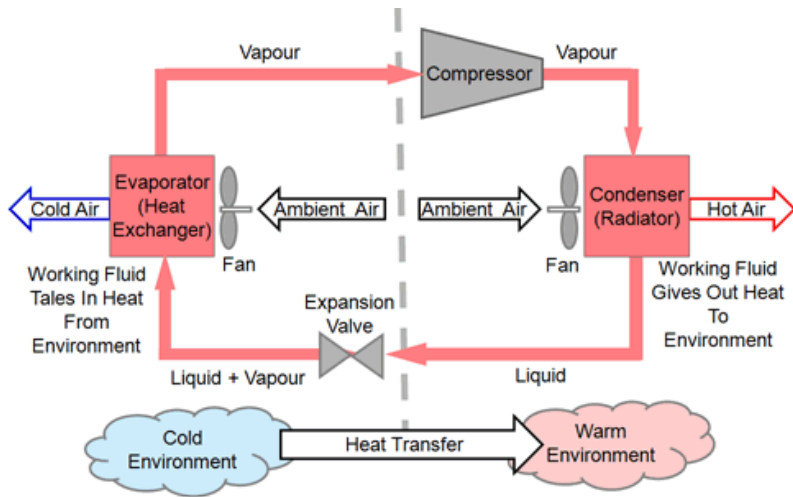 Vapour
Compressor
Vapour
Evaporator
(Heat
Exchanger)
Cold Air
Fan
Ambient Air
Ambient Air
Fan
Condenser
(Radiator)
Hot Air
Working Fluid
Tales In Heat
From
Environment
Working Fluid
Gives Out Heat
To
Environment
Expansion
Valve
Liquid + Vapour
Liquid
Cold
Environment
Heat Transfer
Warm
Environment